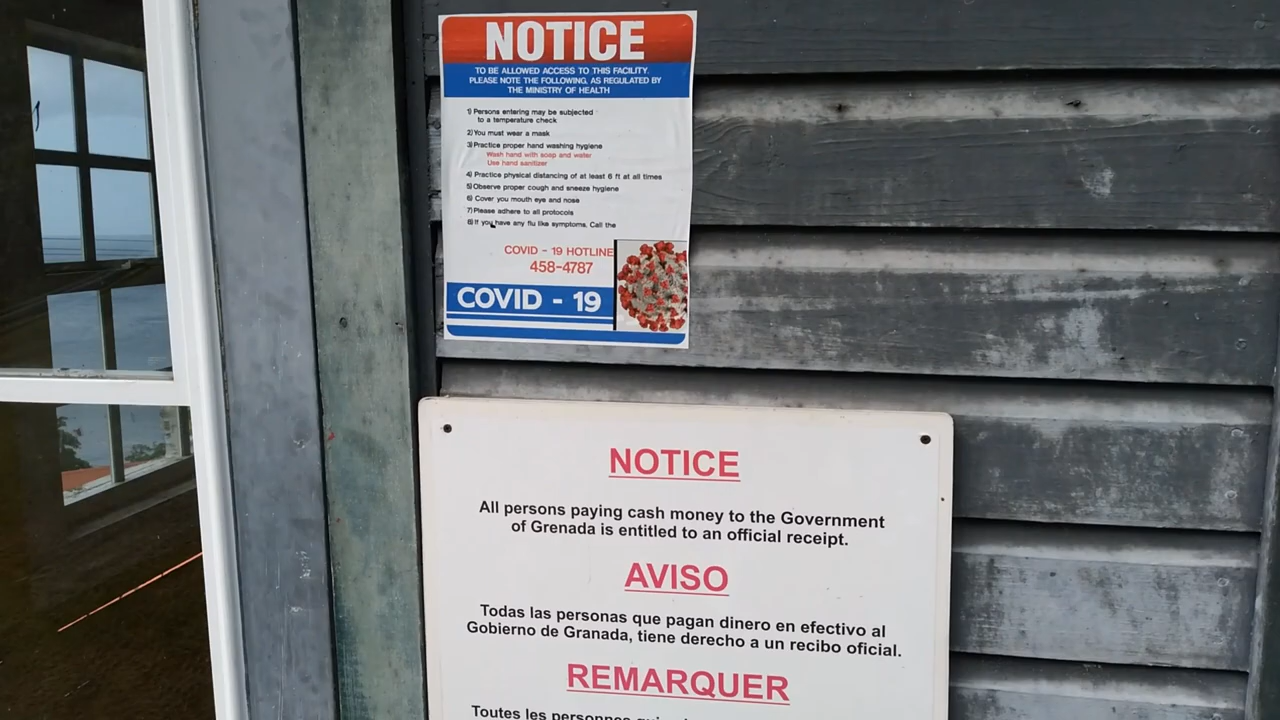 NOTICE
TO BE ALLOWED ACCESS TO THIS FACILITY.
PLEASE NOTE THE FOLLOWING, AS REGULATED BY
THE MINISTRY OF HEALTH
1) Persons entering may be subjected
to a temperature check
2) You must wear a mask
3) Practice proper hand washing hygiene
Wash hand with soap and water
Use hand sanitizer
4) Practice physical distancing of at least 6 ft at all times
5) Observe proper cough and sneeze hygiene
6) Cover you mouth eye and nose
7) Please adhere to all protocols
8) If you have any flu like symptoms. Call the
COVID - 19 HOTLINE
458-4787
COVID - 19
NOTICE
All persons paying cash money to the Government
of Grenada is entitled to an official receipt.
AVISO
Todas las personas que pagan dinero en efectivo al
Gobierno de Granada, tiene derecho a un recibo oficial.
REMARQUER
Toutes les personnes